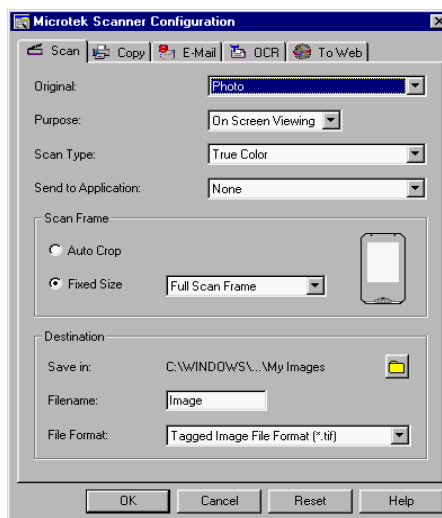 Microtek Scanner Configuration
Scan Copy E-Mail OCR To Web
Original: Photo
Purpose: On Screen Viewing
Scan Type: True Color
Send to Application: None
Scan Frame
Auto Crop
Fixed Size Full Scan Frame
Destination
Save in: C:\WINDOWS\...\My Images
Filename: Image
File Format: Tagged Image File Format (*.tif)
OK Cancel Reset Help